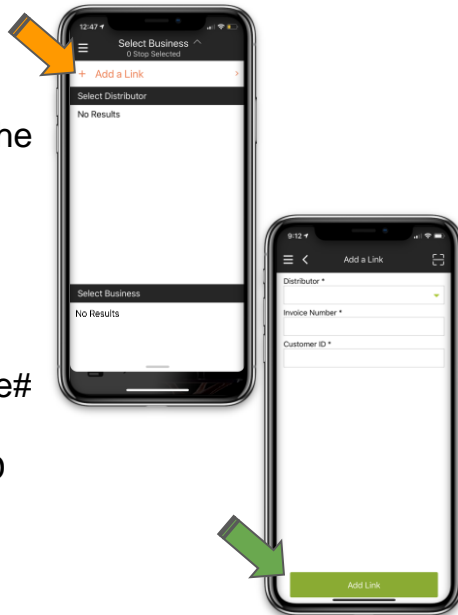 12:47
Select Business
0 Stop Selected
+ Add a Link >
Select Distributor
No Results
Select Business
No Results
he
e#
9:12
Add a Link
Distributor *
Invoice Number *
Customer ID *
Add Link